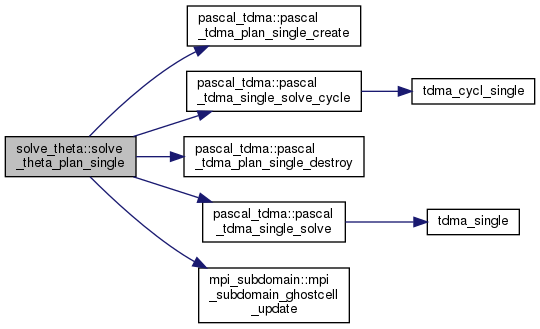 solve_theta::solve
_theta_plan_single
pascal_tdma::pascal
_tdma_plan_single_create
pascal_tdma::pascal
_tdma_single_solve_cycle
tdma_cycl_single
pascal_tdma::pascal
_tdma_plan_single_destroy
pascal_tdma::pascal
_tdma_single_solve
tdma_single
mpi_subdomain::mpi
_subdomain_ghostcell
_update